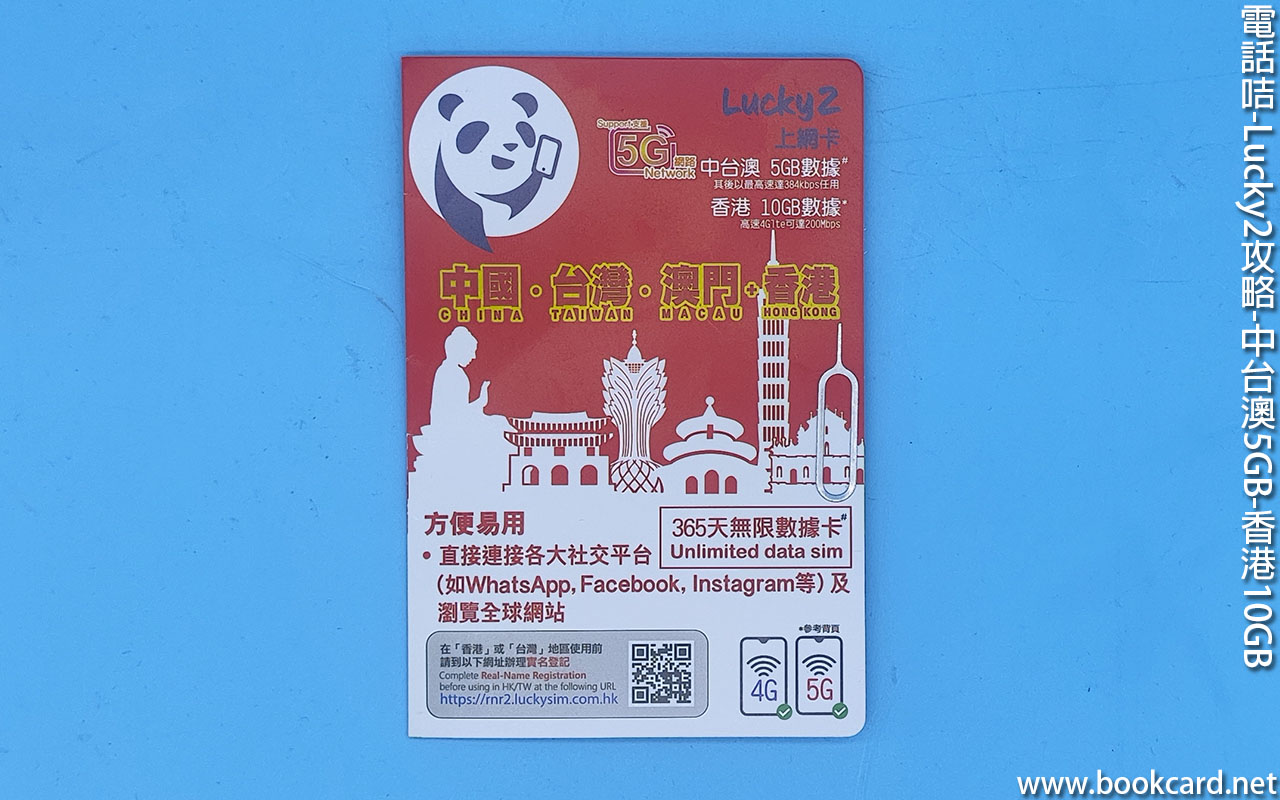 Lucky2
上網卡
Support 支援
5G
網路
Network
中台澳 5GB數據#
其後以最高速達384kbps任用
香港 10GB數據*
高速4Glte可達200Mbps
中國·台灣·澳門+香港
CHINA TAIWAN MACAU HONG KONG
方便易用
365天無限數據卡#
Unlimited data sim
• 直接連接各大社交平台
(如WhatsApp, Facebook, Instagram等) 及
瀏覽全球網站
在「香港」或「台灣」地區使用前
請到以下網址辦理實名登記
Complete Real-Name Registration
before using in HK/TW at the following URL
https://rnr2.luckysim.com.hk
*參考背頁
4G
5G
電話咭-Lucky2攻略-中台澳5GB-香港10GB
www.bookcard.net